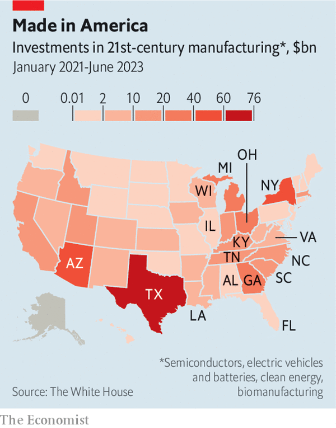 Made in America
Investments in 21st-century manufacturing*, $bn
January 2021-June 2023
0 0.01 2 10 20 40 60 76
OH
MI
NY
WI
IL
VA
KY
AZ
TN
NC
SC
TX
AL
GA
LA
FL
*Semiconductors, electric vehicles
and batteries, clean energy,
biomanufacturing
Source: The White House
The Economist